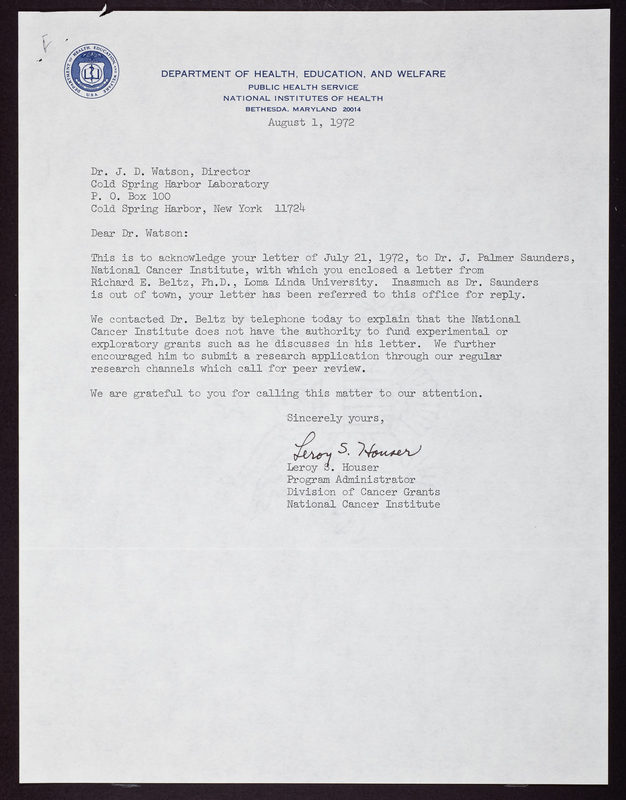 DEPARTMENT OF HEALTH, EDUCATION, AND WELFARE
U.S.A.
DEPARTMENT OF HEALTH, EDUCATION, AND WELFARE
PUBLIC HEALTH SERVICE
NATIONAL INSTITUTES OF HEALTH
BETHESDA, MARYLAND 20014
August 1, 1972
Dr. J. D. Watson, Director
Cold Spring Harbor Laboratory
P. O. Box 100
Cold Spring Harbor, New York 11724
Dear Dr. Watson:
This is to acknowledge your letter of July 21, 1972, to Dr. J. Palmer Saunders,
National Cancer Institute, with which you enclosed a letter from
Richard E. Beltz, Ph.D., Loma Linda University. Inasmuch as Dr. Saunders
is out of town, your letter has been referred to this office for reply.
We contacted Dr. Beltz by telephone today to explain that the National
Cancer Institute does not have the authority to fund experimental or
exploratory grants such as he discusses in his letter. We further
encouraged him to submit a research application through our regular
research channels which call for peer review.
We are grateful to you for calling this matter to our attention.
Sincerely yours,
Leroy S. Houser
Leroy S. Houser
Program Administrator
Division of Cancer Grants
National Cancer Institute